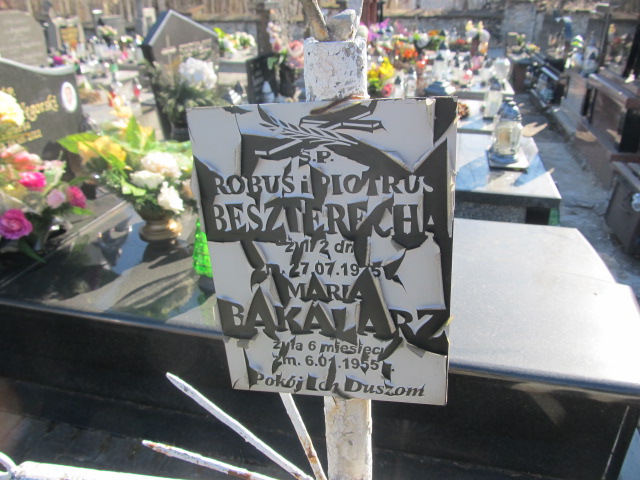 Ś.P.
ROBUŚ i PIOTRUŚ
BESZTERECHA
żyli 2 dni
zm. 27.07.1945
MARIA
BAKALARZ
żyła 6 miesięcy
zm. 6.01.1955
Pokój Ich Duszom